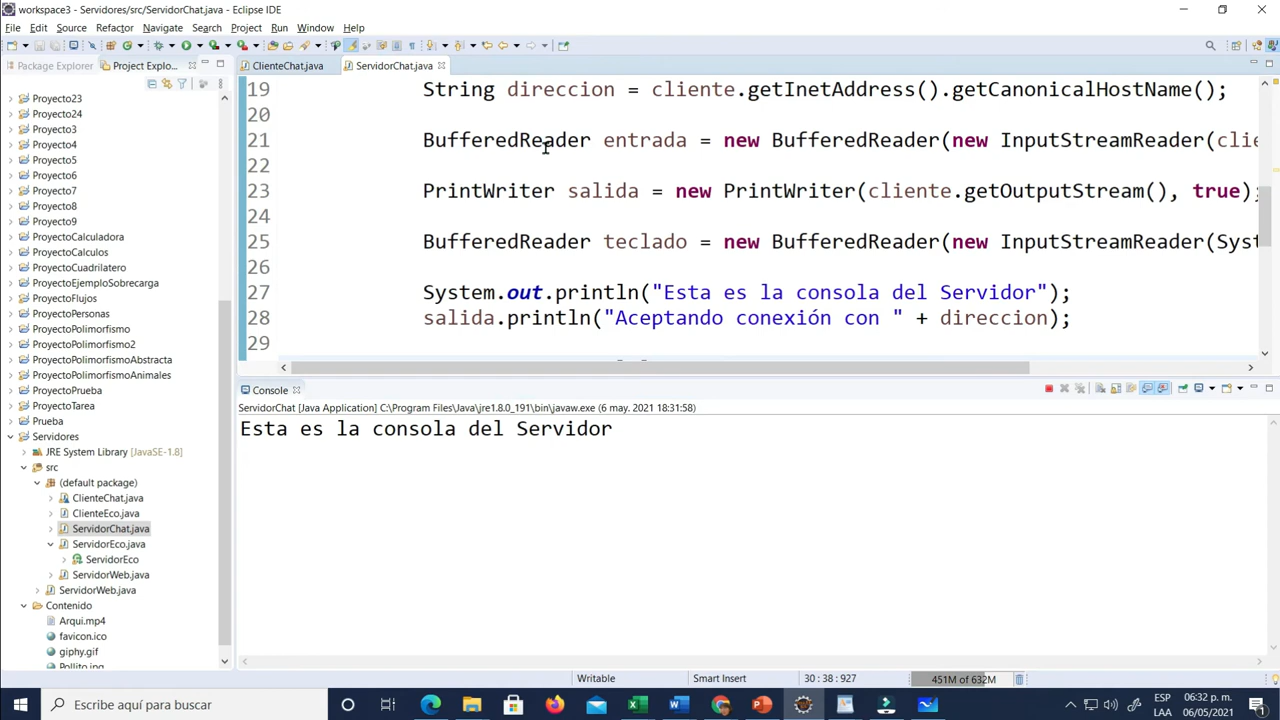 workspace3 - Servidores/src/ServidorChat.java - Eclipse IDE
File Edit Source Refactor Navigate Search Project Run Window Help
Package Explorer Project Explo...
ClienteChat.java ServidorChat.java
Proyecto23
Proyecto24
Proyecto3
Proyecto4
Proyecto5
Proyecto6
Proyecto7
Proyecto8
Proyecto9
ProyectoCalculadora
ProyectoCalculos
ProyectoCuadrilatero
ProyectoEjemploSobrecarga
ProyectoFlujos
ProyectoPersonas
ProyectoPolimorfismo
ProyectoPolimorfismo2
ProyectoPolimorfismoAbstracta
ProyectoPolimorfismoAnimales
ProyectoPrueba
ProyectoTarea
Prueba
Servidores
JRE System Library [JavaSE-1.8]
src
(default package)
ClienteChat.java
ClienteEco.java
ServidorChat.java
ServidorEco.java
ServidorEco
ServidorWeb.java
ServidorWeb.java
Contenido
Arqui.mp4
favicon.ico
giphy.gif
Pollito.jpg
19 String direccion = cliente.getInetAddress().getCanonicalHostName();
20
21 BufferedReader entrada = new BufferedReader(new InputStreamReader(clie
22
23 PrintWriter salida = new PrintWriter(cliente.getOutputStream(), true);
24
25 BufferedReader teclado = new BufferedReader(new InputStreamReader(Syst
26
27 System.out.println("Esta es la consola del Servidor");
28 salida.println("Aceptando conexión con " + direccion);
29
Console
ServidorChat [Java Application] C:\Program Files\Java\jre1.8.0_191\bin\javaw.exe (6 may. 2021 18:31:58)
Esta es la consola del Servidor
Writable Smart Insert 30 : 38 : 927 451M of 632M
Escribe aquí para buscar
ESP
LAA
06:32 p. m.
06/05/2021
1